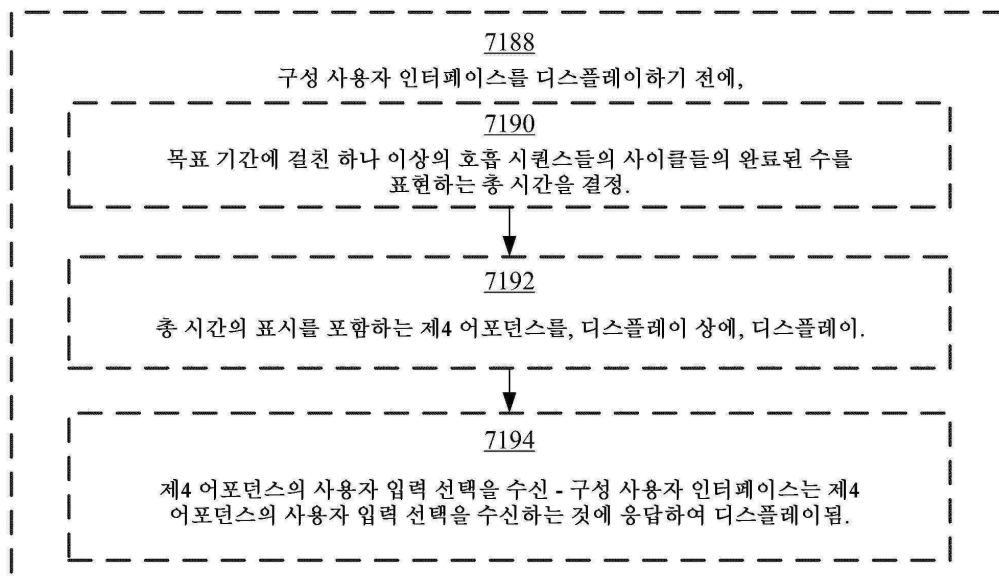 7188
구성 사용자 인터페이스를 디스플레이하기 전에,
7190
목표 기간에 걸친 하나 이상의 호흡 시퀀스들의 사이클들의 완료된 수를
표현하는 총 시간을 결정.
7192
총 시간의 표시를 포함하는 제4 어포던스를, 디스플레이 상에, 디스플레이.
7194
제4 어포던스의 사용자 입력 선택을 수신 - 구성 사용자 인터페이스는 제4
어포던스의 사용자 입력 선택을 수신하는 것에 응답하여 디스플레이됨.